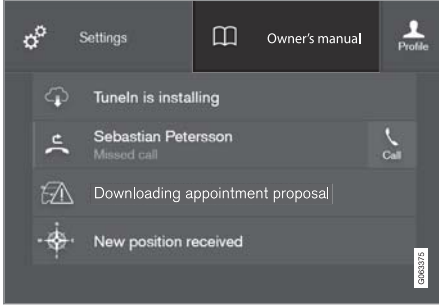 Settings
Owner's manual
Profile
TuneIn is installing
Sebastian Petersson
Missed call
Call
Downloading appointment proposal
New position received
G063375